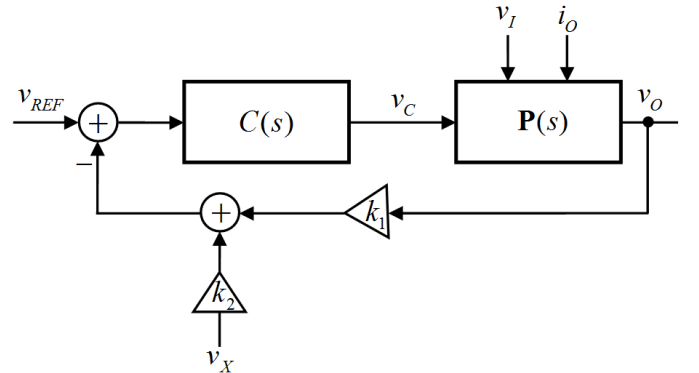 v_I i_O
v_REF + C(s) v_C P(s) v_O
−
+ k_1
k_2
v_X